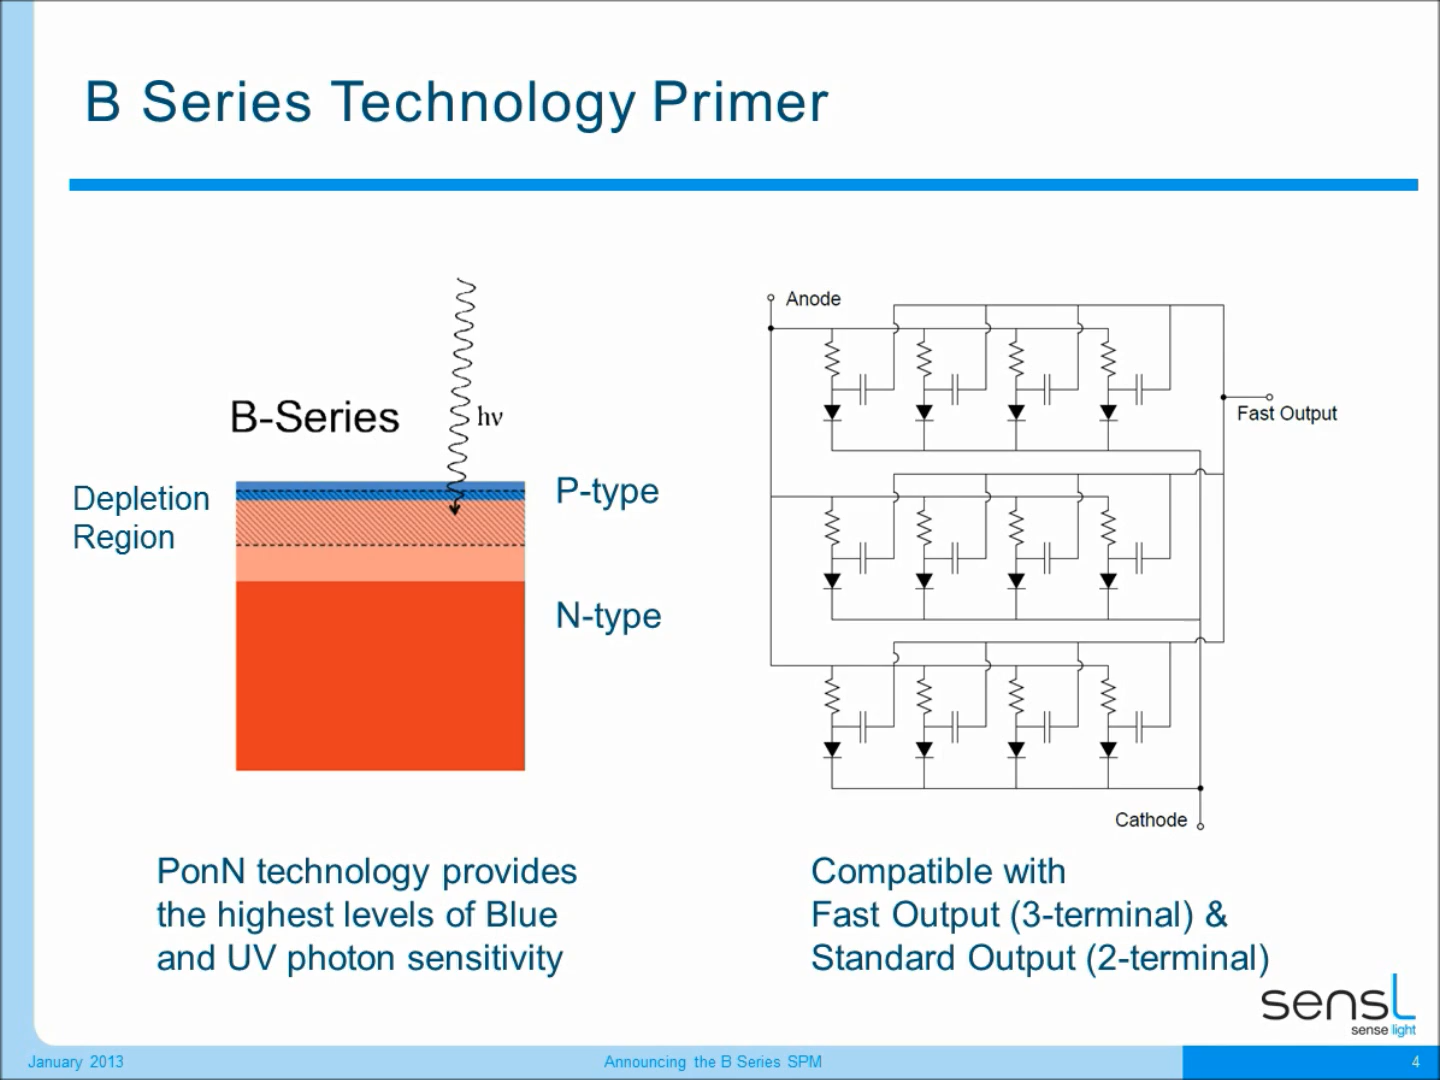 B Series Technology Primer
B-Series
hν
Depletion
Region
P-type
N-type
PonN technology provides
the highest levels of Blue
and UV photon sensitivity
Anode
Fast Output
Cathode
Compatible with
Fast Output (3-terminal) &
Standard Output (2-terminal)
sensL
sense light
January 2013
Announcing the B Series SPM
4